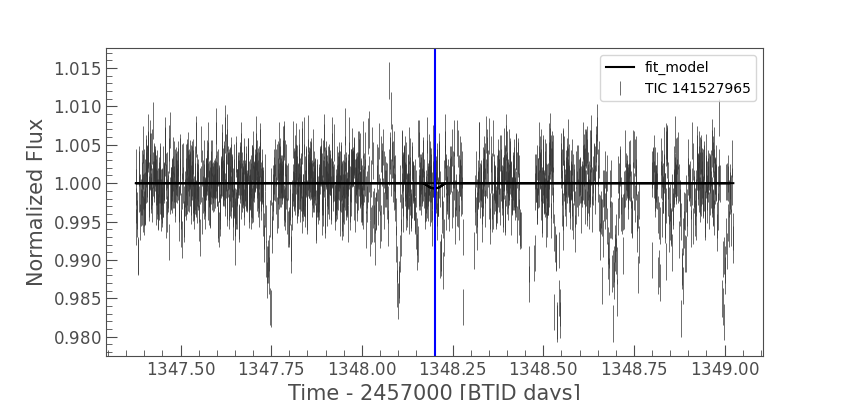 1.015
1.010
1.005
1.000
0.995
0.990
0.985
0.980
Normalized Flux
fit_model
TIC 141527965
1347.50 1347.75 1348.00 1348.25 1348.50 1348.75 1349.00
Time - 2457000 [BTJD days]